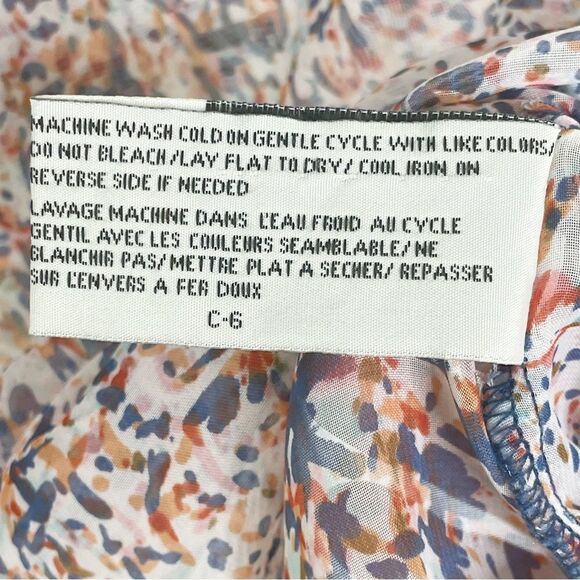 MACHINE WASH COLD ON GENTLE CYCLE WITH LIKE COLORS/
DO NOT BLEACH/LAY FLAT TO DRY/ COOL IRON ON
REVERSE SIDE IF NEEDED
LAVAGE MACHINE DANS L'EAU FROID AU CYCLE
GENTIL AVEC LES COULEURS SEAMBLABLE/ NE
BLANCHIR PAS/ METTRE PLAT A SECHER/ REPASSER
SUR L'ENVERS A FER DOUX
C-6